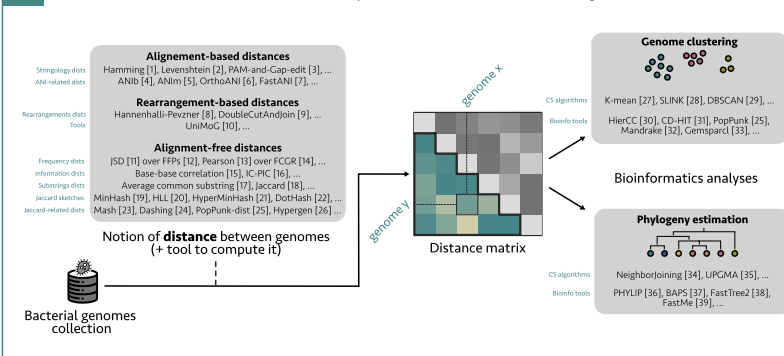 Alignement-based distances
Stringology dists
Hamming [1], Levenshtein [2], PAM-and-Gap-edit [3], ...
ANI-related dists
ANIb [4], ANIm [5], OrthoANI [6], FastANI [7], ...
Rearrangement-based distances
Rearrangements dists
Hannenhalli-Pevzner [8], DoubleCutAndJoin [9], ...
Tools
UniMoG [10], ...
Alignment-free distances
Frequency dists
JSD [11] over FFPs [12], Pearson [13] over FCGR [14], ...
Information dists
Base-base correlation [15], IC-PIC [16], ...
Substrings dists
Average common substring [17], Jaccard [18], ...
Jaccard sketches
MinHash [19], HLL [20], HyperMinHash [21], DotHash [22], ...
Jaccard-related dists
Mash [23], Dashing [24], PopPunk-dist [25], Hypergen [26] ...
Notion of distance between genomes
(+ tool to compute it)
Bacterial genomes
collection
genome x
genome y
Distance matrix
Genome clustering
CS algorithms
K-mean [27], SLINK [28], DBSCAN [29], ...
Bioinfo tools
HierCC [30], CD-HIT [31], PopPunk [25],
Mandrake [32], Gemsparcl [33], ...
Bioinformatics analyses
Phylogeny estimation
CS algorithms
NeighborJoining [34], UPGMA [35], ...
Bioinfo tools
PHYLIP [36], BAPS [37], FastTree2 [38],
FastMe [39], ...